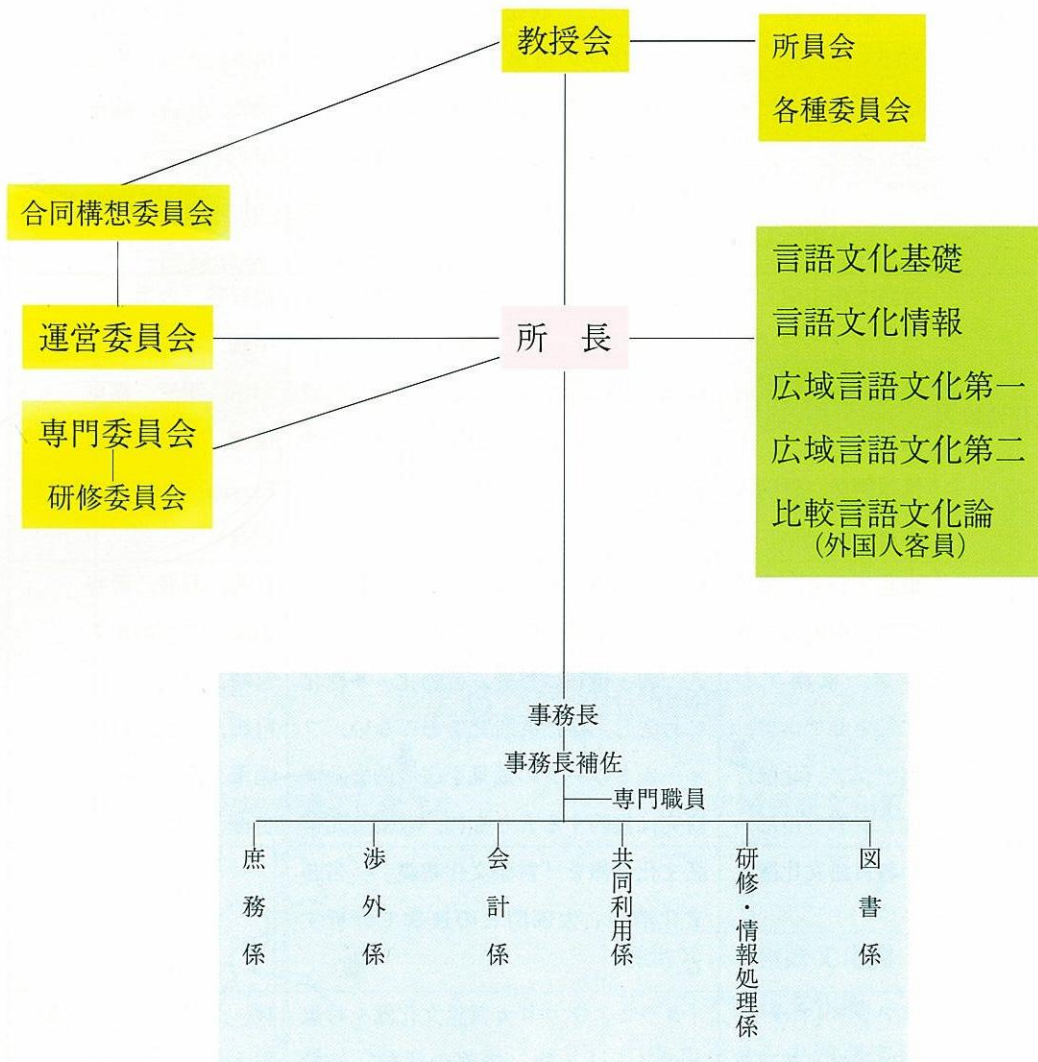 教授会
所員会
各種委員会
合同構想委員会
運営委員会
所　長
専門委員会
研修委員会
言語文化基礎
言語文化情報
広域言語文化第一
広域言語文化第二
比較言語文化論
(外国人客員)
事務長
事務長補佐
専門職員
庶務係
渉外係
会計係
共同利用係
研修・情報処理係
図書係